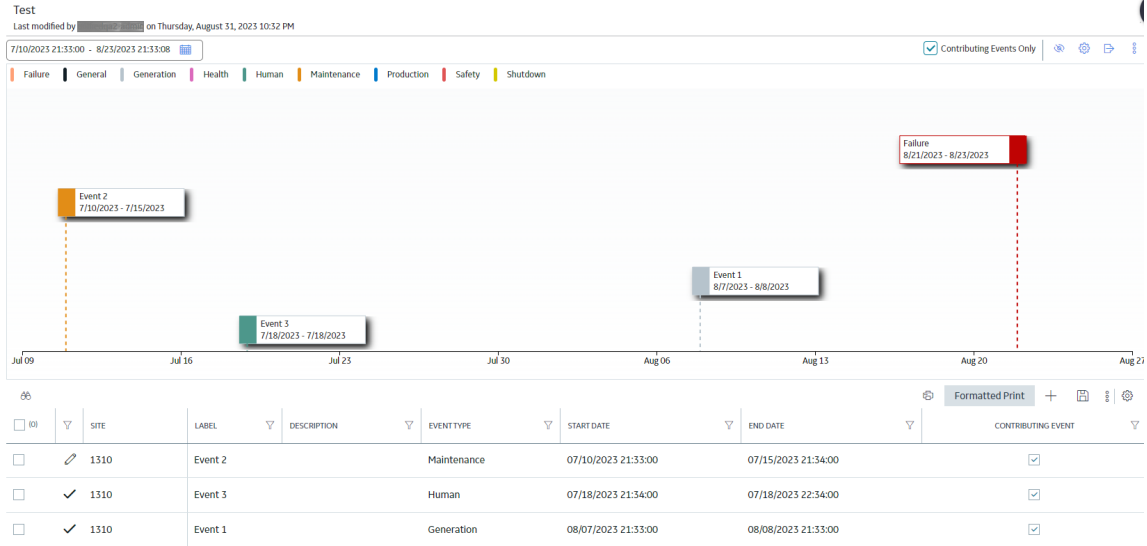 Test
Last modified by on Thursday, August 31, 2023 10:32 PM
7/10/2023 21:33:00 - 8/23/2023 21:33:08
Contributing Events Only
Failure General Generation Health Human Maintenance Production Safety Shutdown
Failure
8/21/2023 - 8/23/2023
Event 2
7/10/2023 - 7/15/2023
Event 1
8/7/2023 - 8/8/2023
Event 3
7/18/2023 - 7/18/2023
Jul 09 Jul 16 Jul 23 Jul 30 Aug 06 Aug 13 Aug 20 Aug 27
Formatted Print
(0) SITE LABEL DESCRIPTION EVENT TYPE START DATE END DATE CONTRIBUTING EVENT
1310 Event 2 Maintenance 07/10/2023 21:33:00 07/15/2023 21:34:00
1310 Event 3 Human 07/18/2023 21:34:00 07/18/2023 22:34:00
1310 Event 1 Generation 08/07/2023 21:33:00 08/08/2023 21:33:00